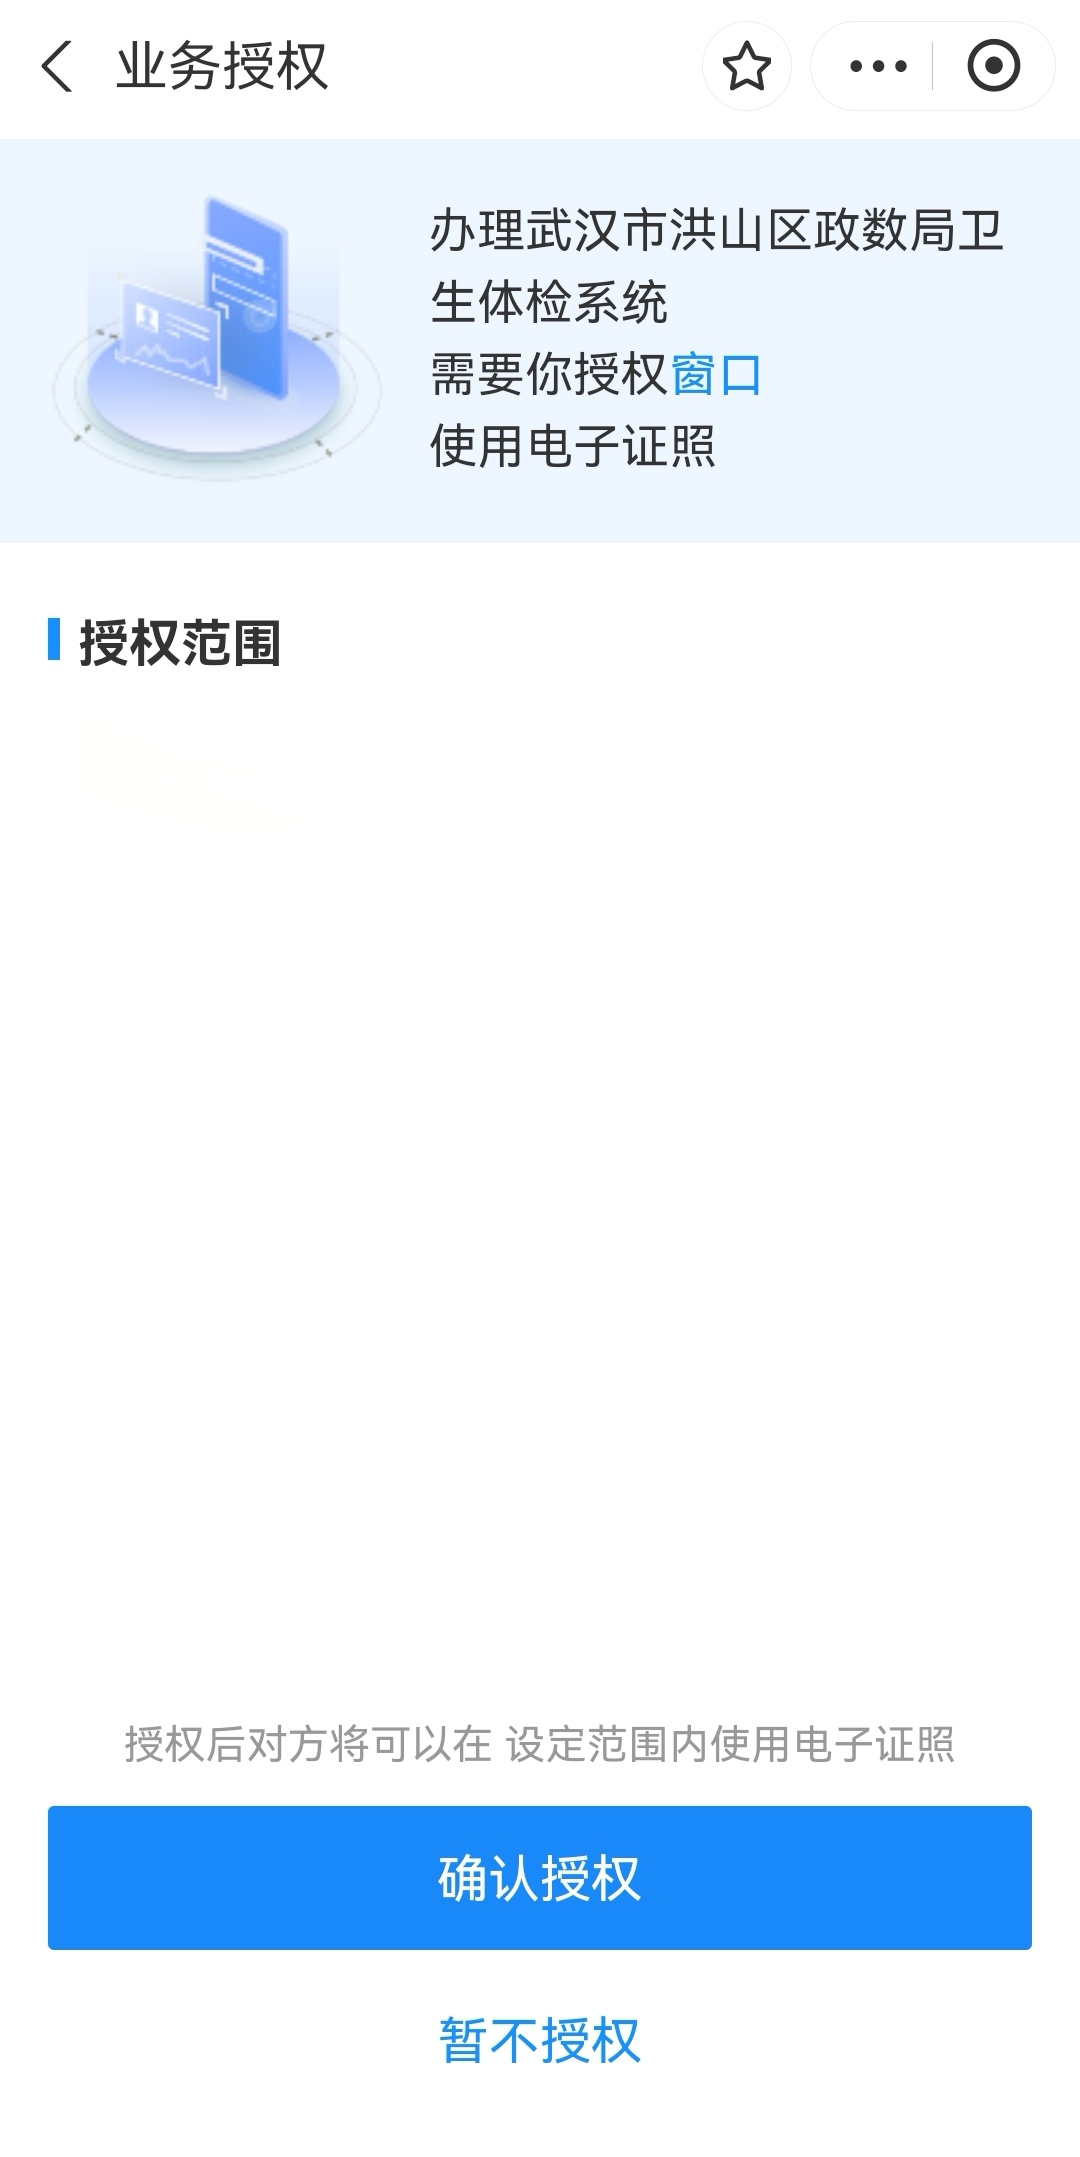 业务授权
办理武汉市洪山区政数局卫
生体检系统
需要你授权窗口
使用电子证照
授权范围
授权后对方将可以在 设定范围内使用电子证照
确认授权
暂不授权